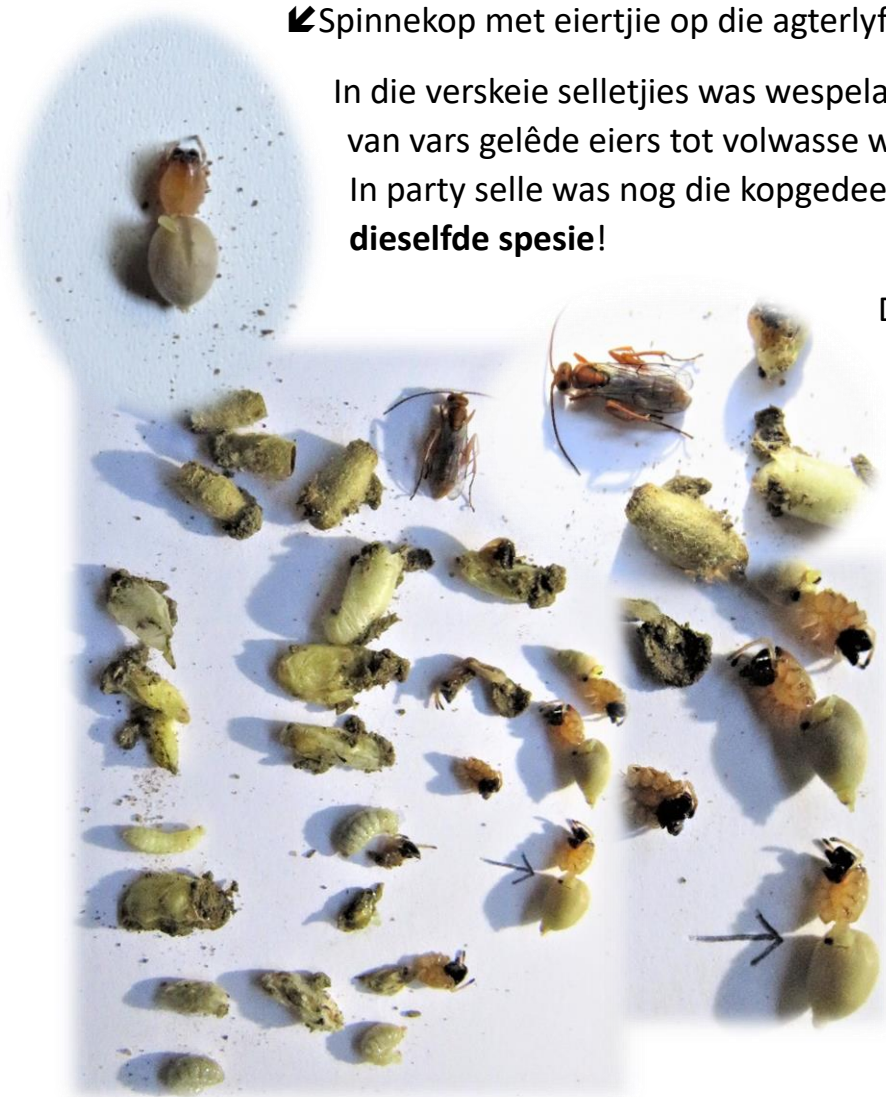 ↙Spinnekop met eiertjie op die agterlyf
In die verskeie selletjies was wespela
van vars gelêde eiers tot volwasse w
In party selle was nog die kopgedee
dieselfde spesie!
D